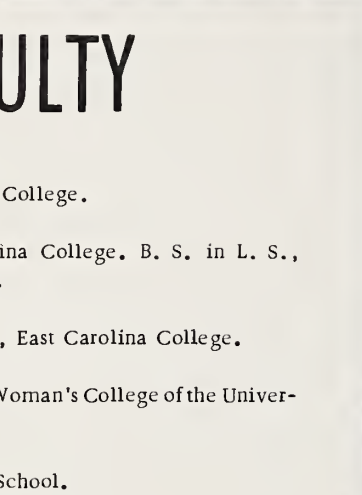 ULTY
College.
ina College. B. S. in L. S.,
.
, East Carolina College.
Woman's College of the Univer-
School.